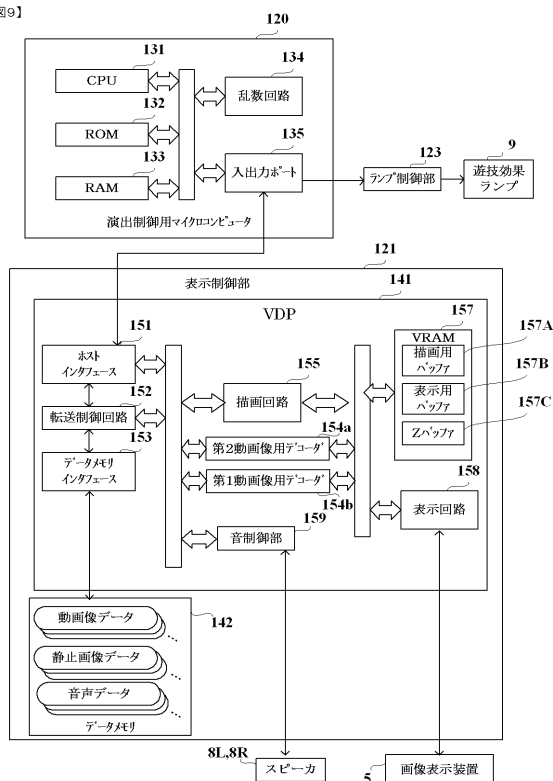 図9】
120
131
CPU
132
ROM
133
RAM
134
乱数回路
135
入出力ポート
演出制御用マイクロコンピュータ
123
ランプ制御部
9
遊技効果
ランプ
121
表示制御部
141
VDP
151
ホスト
インタフェース
152
転送制御回路
153
データメモリ
インタフェース
155
描画回路
154a
第2動画像用デコーダ
第1動画像用デコーダ
154b
159
音制御部
157
VRAM
描画用
バッファ
157A
表示用
バッファ
157B
Zバッファ
157C
158
表示回路
142
動画像データ
静止画像データ
音声データ
データメモリ
8L,8R
スピーカ
5
画像表示装置